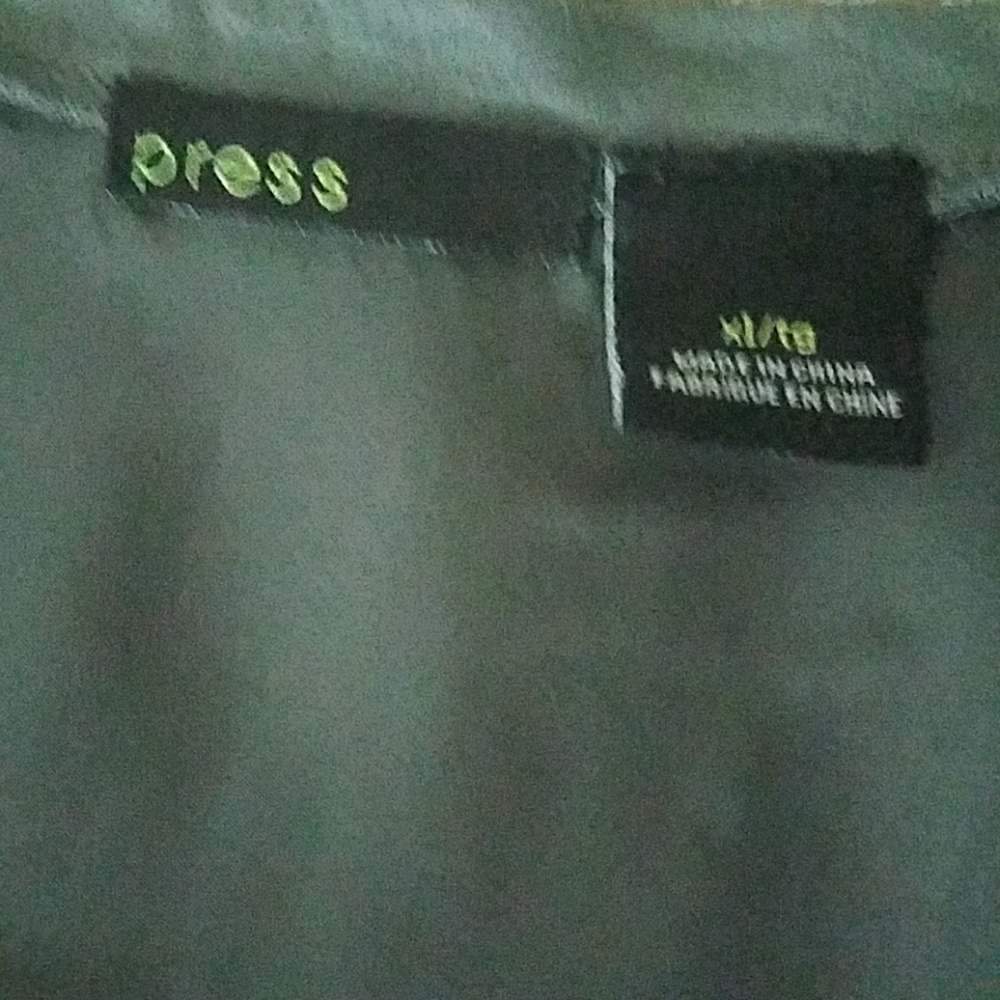 press
xl/tg
MADE IN CHINA
FABRIQUE EN CHINE